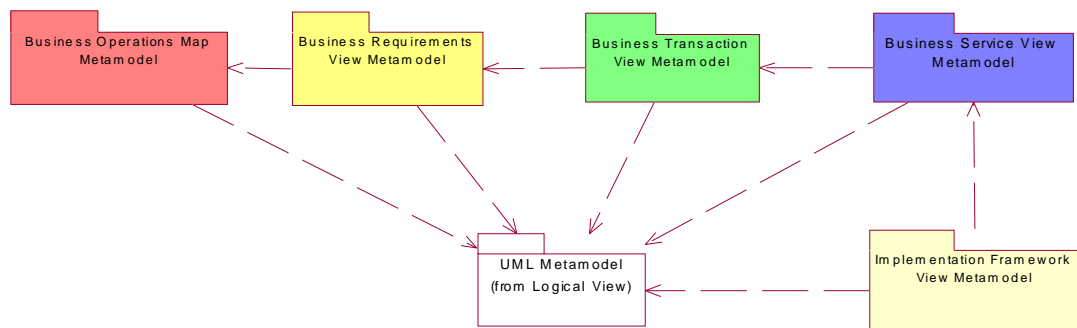 Business Operations Map
Metamodel
Business Requirements
View Metamodel
Business Transaction
View Metamodel
Business Service View
Metamodel
UML Metamodel
(from Logical View)
Implementation Framework
View Metamodel